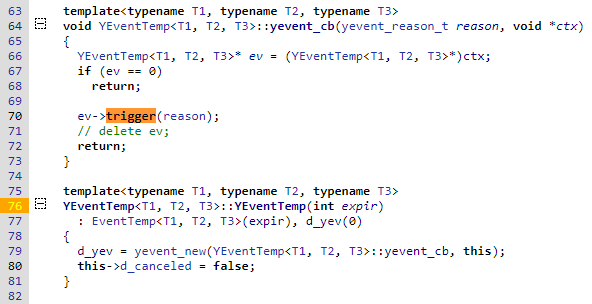 63 template<typename T1, typename T2, typename T3>
64 void YEventTemp<T1, T2, T3>::yevent_cb(yevent_reason_t reason, void *ctx)
65 {
66 YEventTemp<T1, T2, T3>* ev = (YEventTemp<T1, T2, T3>*)ctx;
67 if (ev == 0)
68 return;
69
70 ev->trigger(reason);
71 // delete ev;
72 return;
73 }
74
75 template<typename T1, typename T2, typename T3>
76 YEventTemp<T1, T2, T3>::YEventTemp(int expir)
77 : EventTemp<T1, T2, T3>(expir), d_yev(0)
78 {
79 d_yev = yevent_new(YEventTemp<T1, T2, T3>::yevent_cb, this);
80 this->d_canceled = false;
81 }
82